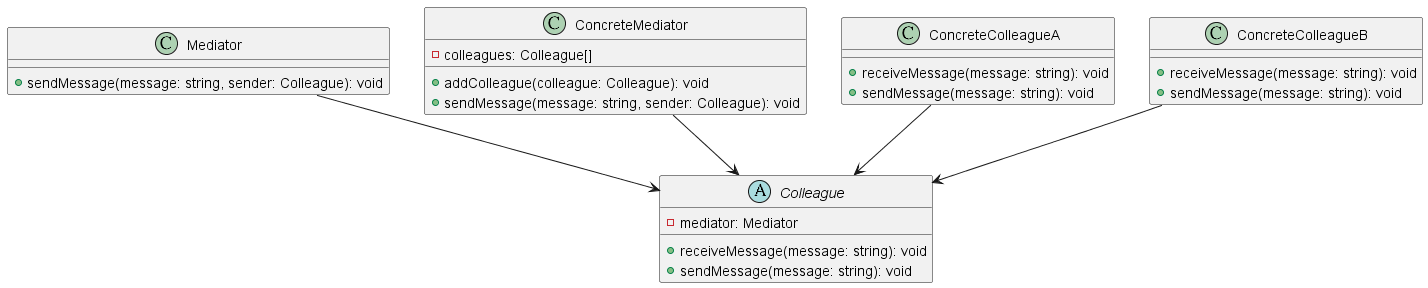 C Mediator
+ sendMessage(message: string, sender: Colleague): void
C ConcreteMediator
colleagues: Colleague[]
addColleague(colleague: Colleague): void
sendMessage(message: string, sender: Colleague): void
C ConcreteColleagueA
receiveMessage(message: string): void
sendMessage(message: string): void
C ConcreteColleagueB
receiveMessage(message: string): void
sendMessage(message: string): void
A Colleague
mediator: Mediator
receiveMessage(message: string): void
sendMessage(message: string): void